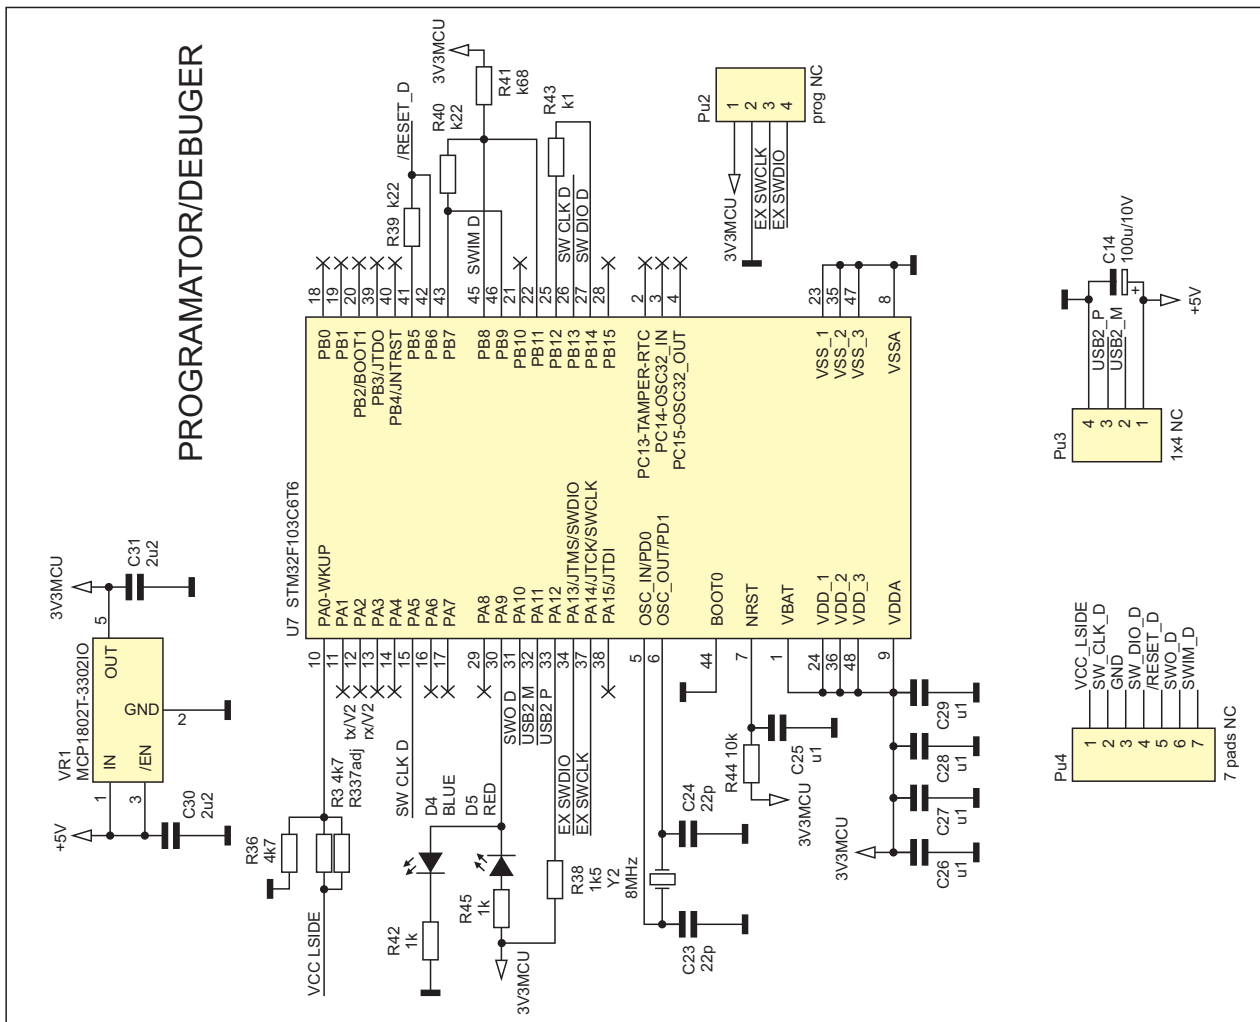 PROGRAMATOR/DEBUGER
3V3MCU
R41
k68
R40
k22
R43
k1
/RESET_D
R39 k22
SWIM D
SW CLK D
SW DIO D
Pu2
1
2
3
4
prog NC
3V3MCU
EX SWCLK
EX SWDIO
18
19
20
39
40
41
42
43
45
46
21
22
25
26
27
28
2
3
4
23
35
47
8
PB0
PB1
PB2/BOOT1
PB3/JTDO
PB4/JNTRST
PB5
PB6
PB7
PB8
PB9
PB10
PB11
PB12
PB13
PB14
PB15
PC13-TAMPER-RTC
PC14-OSC32_IN
PC15-OSC32_OUT
VSS_1
VSS_2
VSS_3
VSSA
U7 STM32F103C6T6
PA0-WKUP
PA1
PA2
PA3
PA4
PA5
PA6
PA7
PA8
PA9
PA10
PA11
PA12
PA13/JTMS/SWDIO
PA14/JTCK/SWCLK
PA15/JTDI
OSC_IN/PD0
OSC_OUT/PD1
BOOT0
NRST
VBAT
VDD_1
VDD_2
VDD_3
VDDA
10
11
12
13
14
15
16
17
29
30
31
32
33
34
37
38
5
6
44
7
1
24
36
48
9
tx/V2
rx/V2
R3 4k7
R337adj
SW CLK D
SWO D
USB2 M
USB2 P
EX SWDIO
EX SWCLK
D4
BLUE
D5
RED
R36
4k7
VCC LSIDE
R42
1k
R45
1k
3V3MCU
R38
1k5
Y2
8MHz
C24
22p
C23
22p
R44 10k
C25
u1
3V3MCU
C29
u1
C28
u1
C27
u1
C26
u1
3V3MCU
C31
2u2
3V3MCU
5
OUT
GND
2
IN
/EN
VR1
MCP1802T-3302IO
1
3
+5V
C30
2u2
C14
100u/10V
+
+5V
USB2_P
USB2_M
Pu3
4
3
2
1
1x4 NC
VCC_LSIDE
SW_CLK_D
GND
SW_DIO_D
/RESET_D
SWO_D
SWIM_D
Pu4
1
2
3
4
5
6
7
7 pads NC